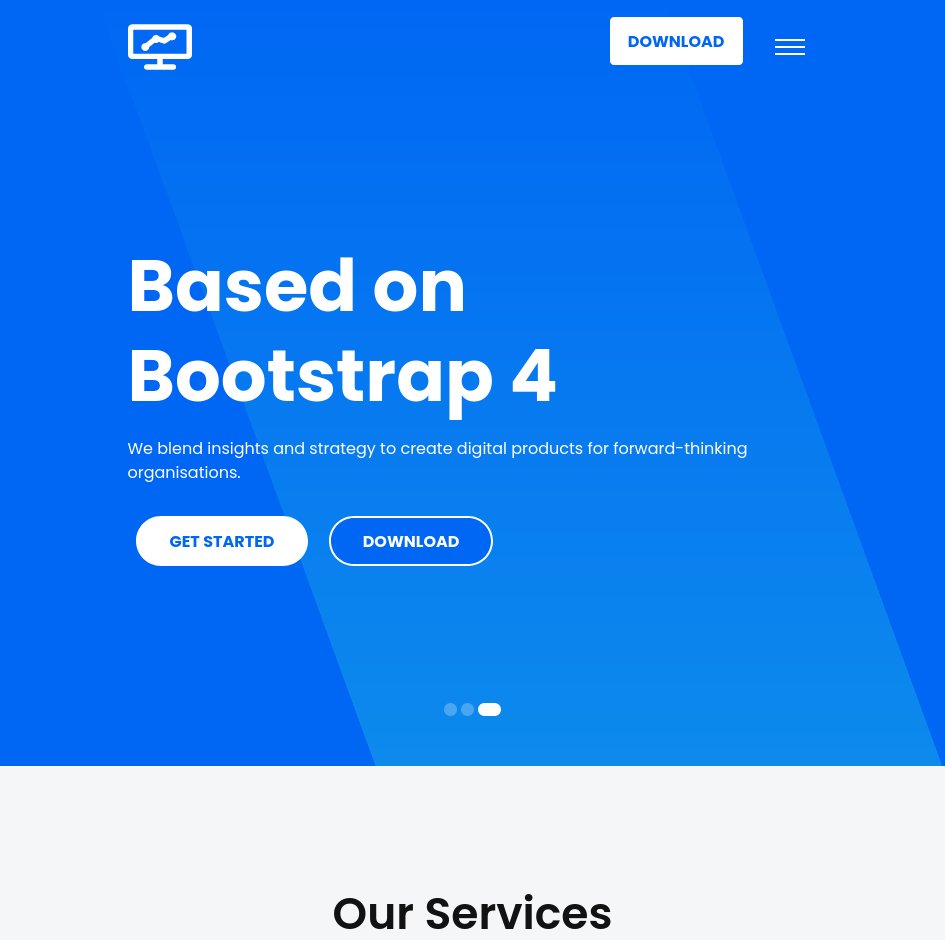 DOWNLOAD
Based on
Bootstrap 4
We blend insights and strategy to create digital products for forward-thinking
organisations.
GET STARTED
DOWNLOAD
Our Services